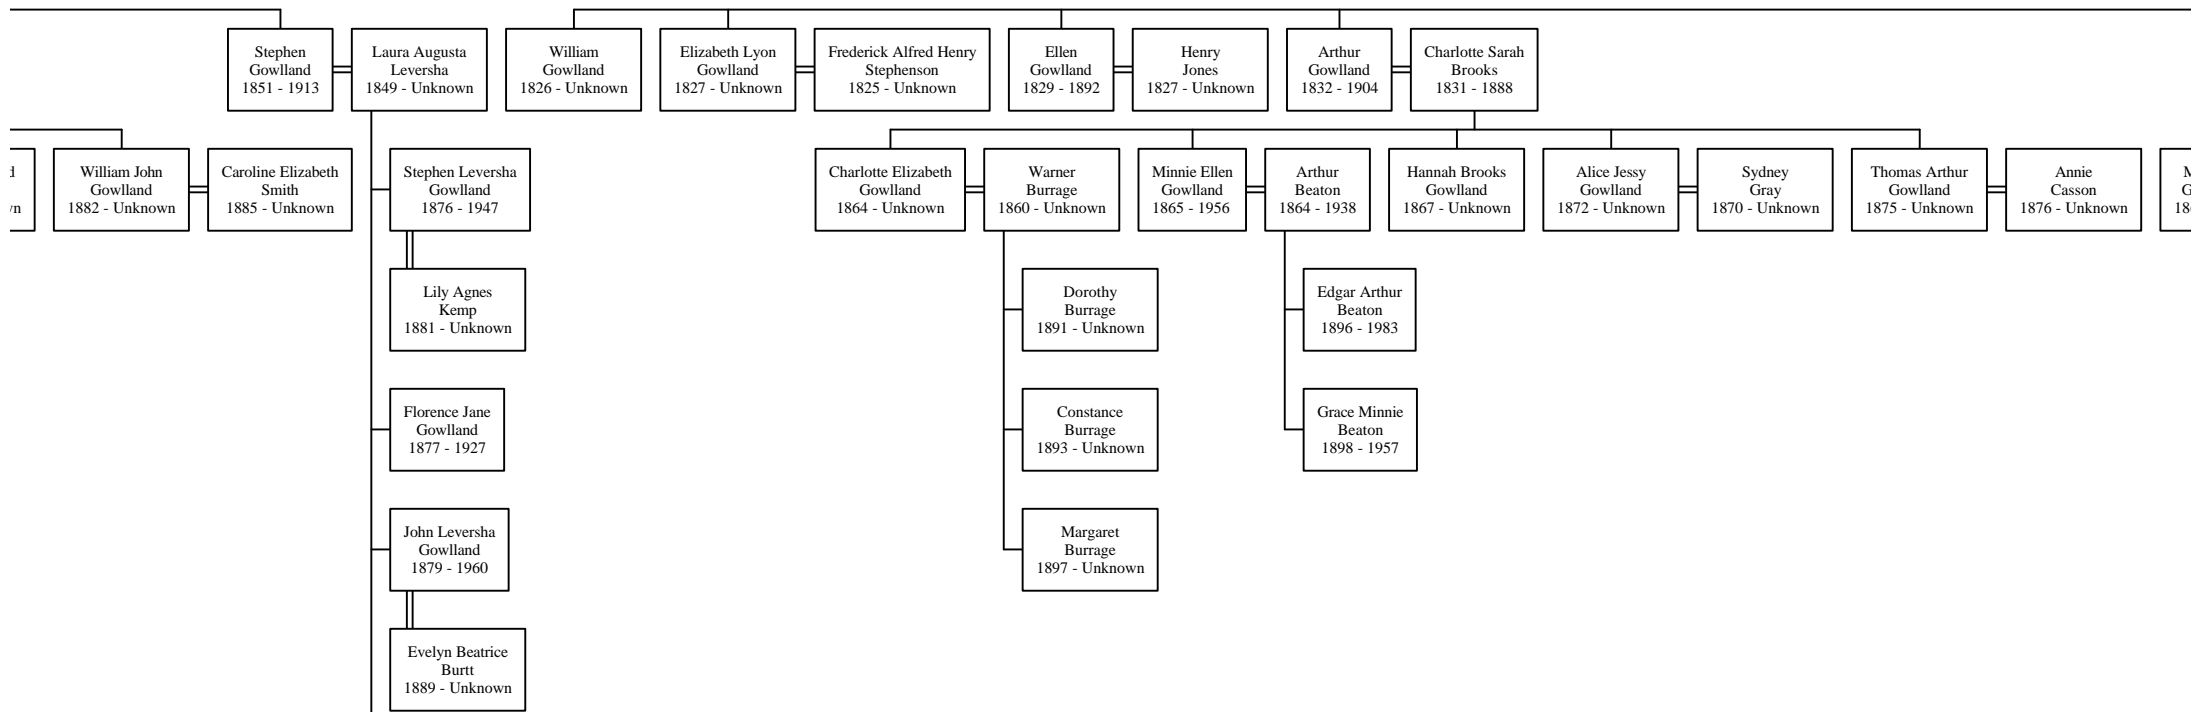 Stephen
Gowlland
1851 - 1913
Laura Augusta
Leversha
1849 - Unknown
William
Gowlland
1826 - Unknown
Elizabeth Lyon
Gowlland
1827 - Unknown
Frederick Alfred Henry
Stephenson
1825 - Unknown
Ellen
Gowlland
1829 - 1892
Henry
Jones
1827 - Unknown
Arthur
Gowlland
1832 - 1904
Charlotte Sarah
Brooks
1831 - 1888
William John
Gowlland
1882 - Unknown
Caroline Elizabeth
Smith
1885 - Unknown
Stephen Leversha
Gowlland
1876 - 1947
Charlotte Elizabeth
Gowlland
1864 - Unknown
Warner
Burrage
1860 - Unknown
Minnie Ellen
Gowlland
1865 - 1956
Arthur
Beaton
1864 - 1938
Hannah Brooks
Gowlland
1867 - Unknown
Alice Jessy
Gowlland
1872 - Unknown
Sydney
Gray
1870 - Unknown
Thomas Arthur
Gowlland
1875 - Unknown
Annie
Casson
1876 - Unknown
Lily Agnes
Kemp
1881 - Unknown
Dorothy
Burrage
1891 - Unknown
Edgar Arthur
Beaton
1896 - 1983
Florence Jane
Gowlland
1877 - 1927
Constance
Burrage
1893 - Unknown
Grace Minnie
Beaton
1898 - 1957
John Leversha
Gowlland
1879 - 1960
Margaret
Burrage
1897 - Unknown
Evelyn Beatrice
Burtt
1889 - Unknown